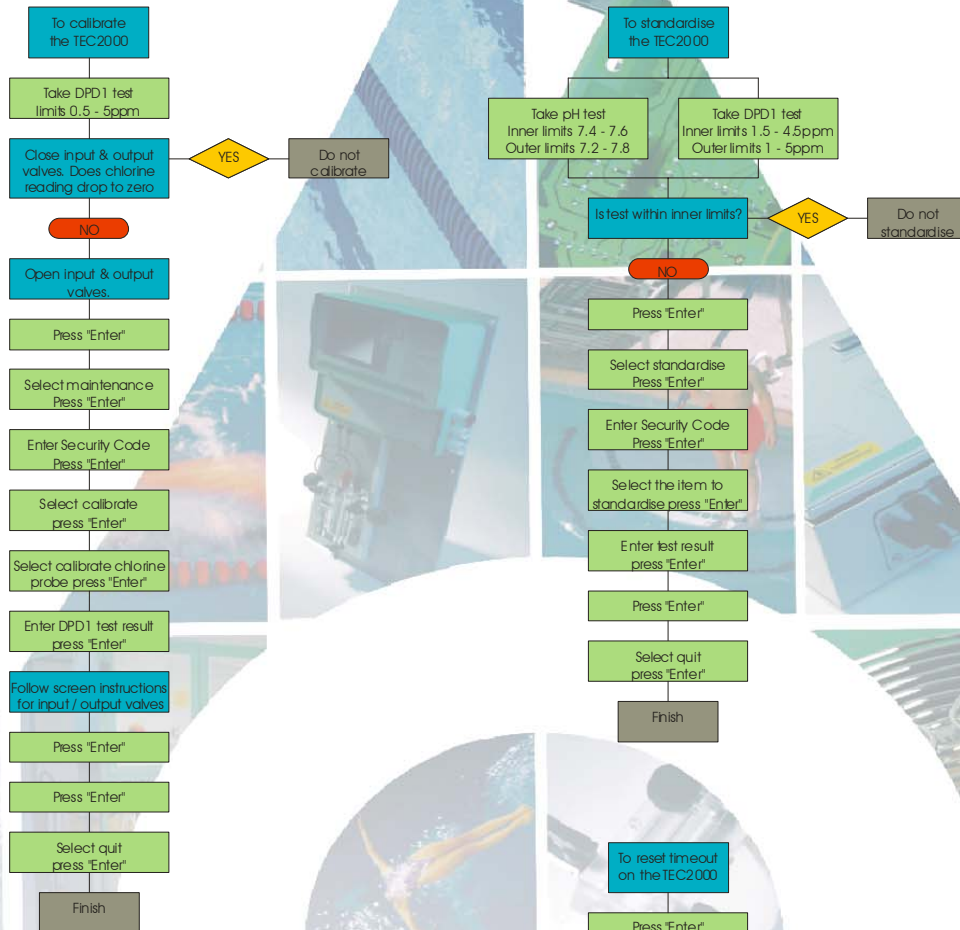 To calibrate
the TEC2000
Take DPD1 test
limits 0.5 - 5ppm
Close input & output
valves. Does chlorine
reading drop to zero
YES
Do not
calibrate
NO
Open input & output
valves.
Press "Enter"
Select maintenance
Press "Enter"
Enter Security Code
Press "Enter"
Select calibrate
press "Enter"
Select calibrate chlorine
probe press "Enter"
Enter DPD1 test result
press "Enter"
Follow screen instructions
for input / output valves
Press "Enter"
Press "Enter"
Select quit
press "Enter"
Finish
To standardise
the TEC2000
Take pH test
Inner limits 7.4 - 7.6
Outer limits 7.2 - 7.8
Take DPD1 test
Inner limits 1.5 - 4.5ppm
Outer limits 1 - 5ppm
Is test within inner limits?
YES
Do not
standardise
NO
Press "Enter"
Select standardise
Press "Enter"
Enter Security Code
Press "Enter"
Select the item to
standardise press "Enter"
Enter test result
press "Enter"
Press "Enter"
Select quit
press "Enter"
Finish
To reset timeout
on the TEC2000
Press "Enter"